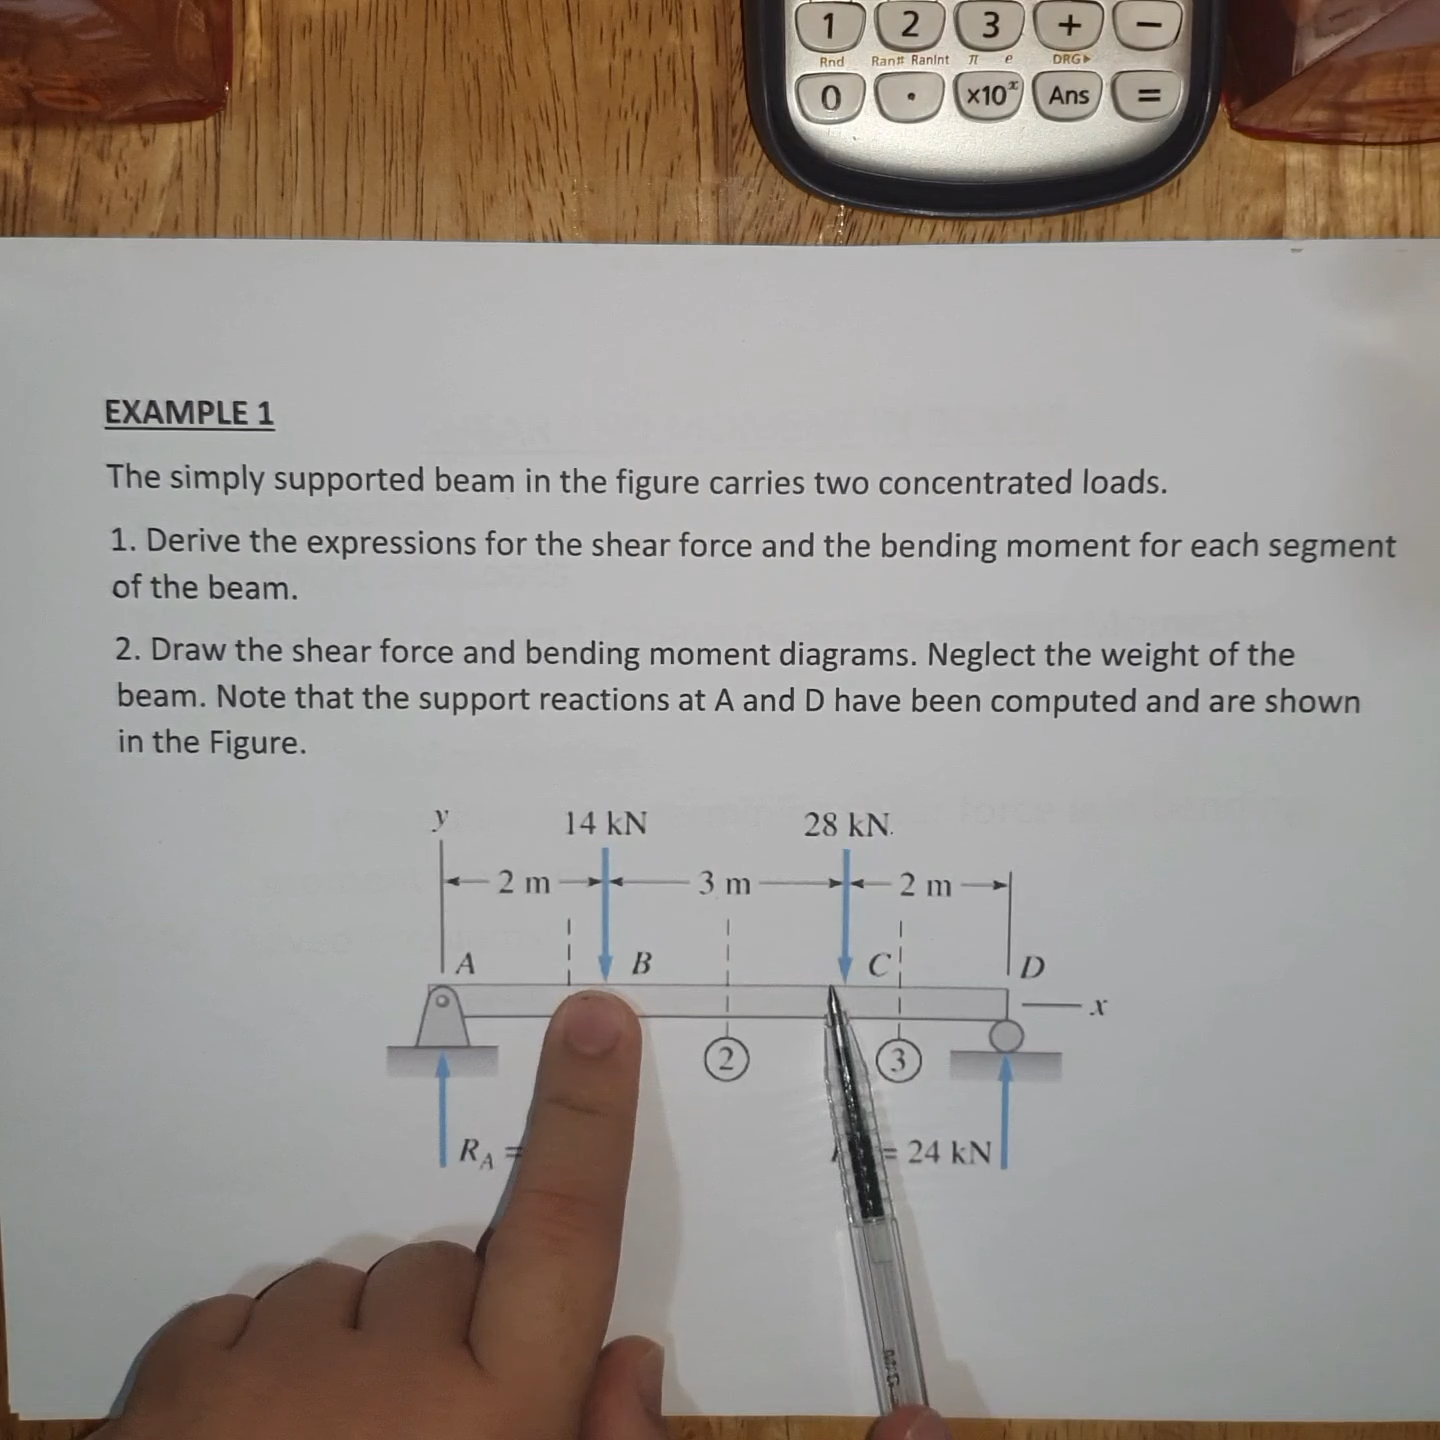 1 2 3 + −
Rnd Ran# RanInt π e DRG▶
0 . ×10ˣ Ans =
EXAMPLE 1
The simply supported beam in the figure carries two concentrated loads.
1. Derive the expressions for the shear force and the bending moment for each segment
of the beam.
2. Draw the shear force and bending moment diagrams. Neglect the weight of the
beam. Note that the support reactions at A and D have been computed and are shown
in the Figure.
y 14 kN 28 kN.
2 m 3 m 2 m
A B C D
x
2 3
R_A = = 24 kN